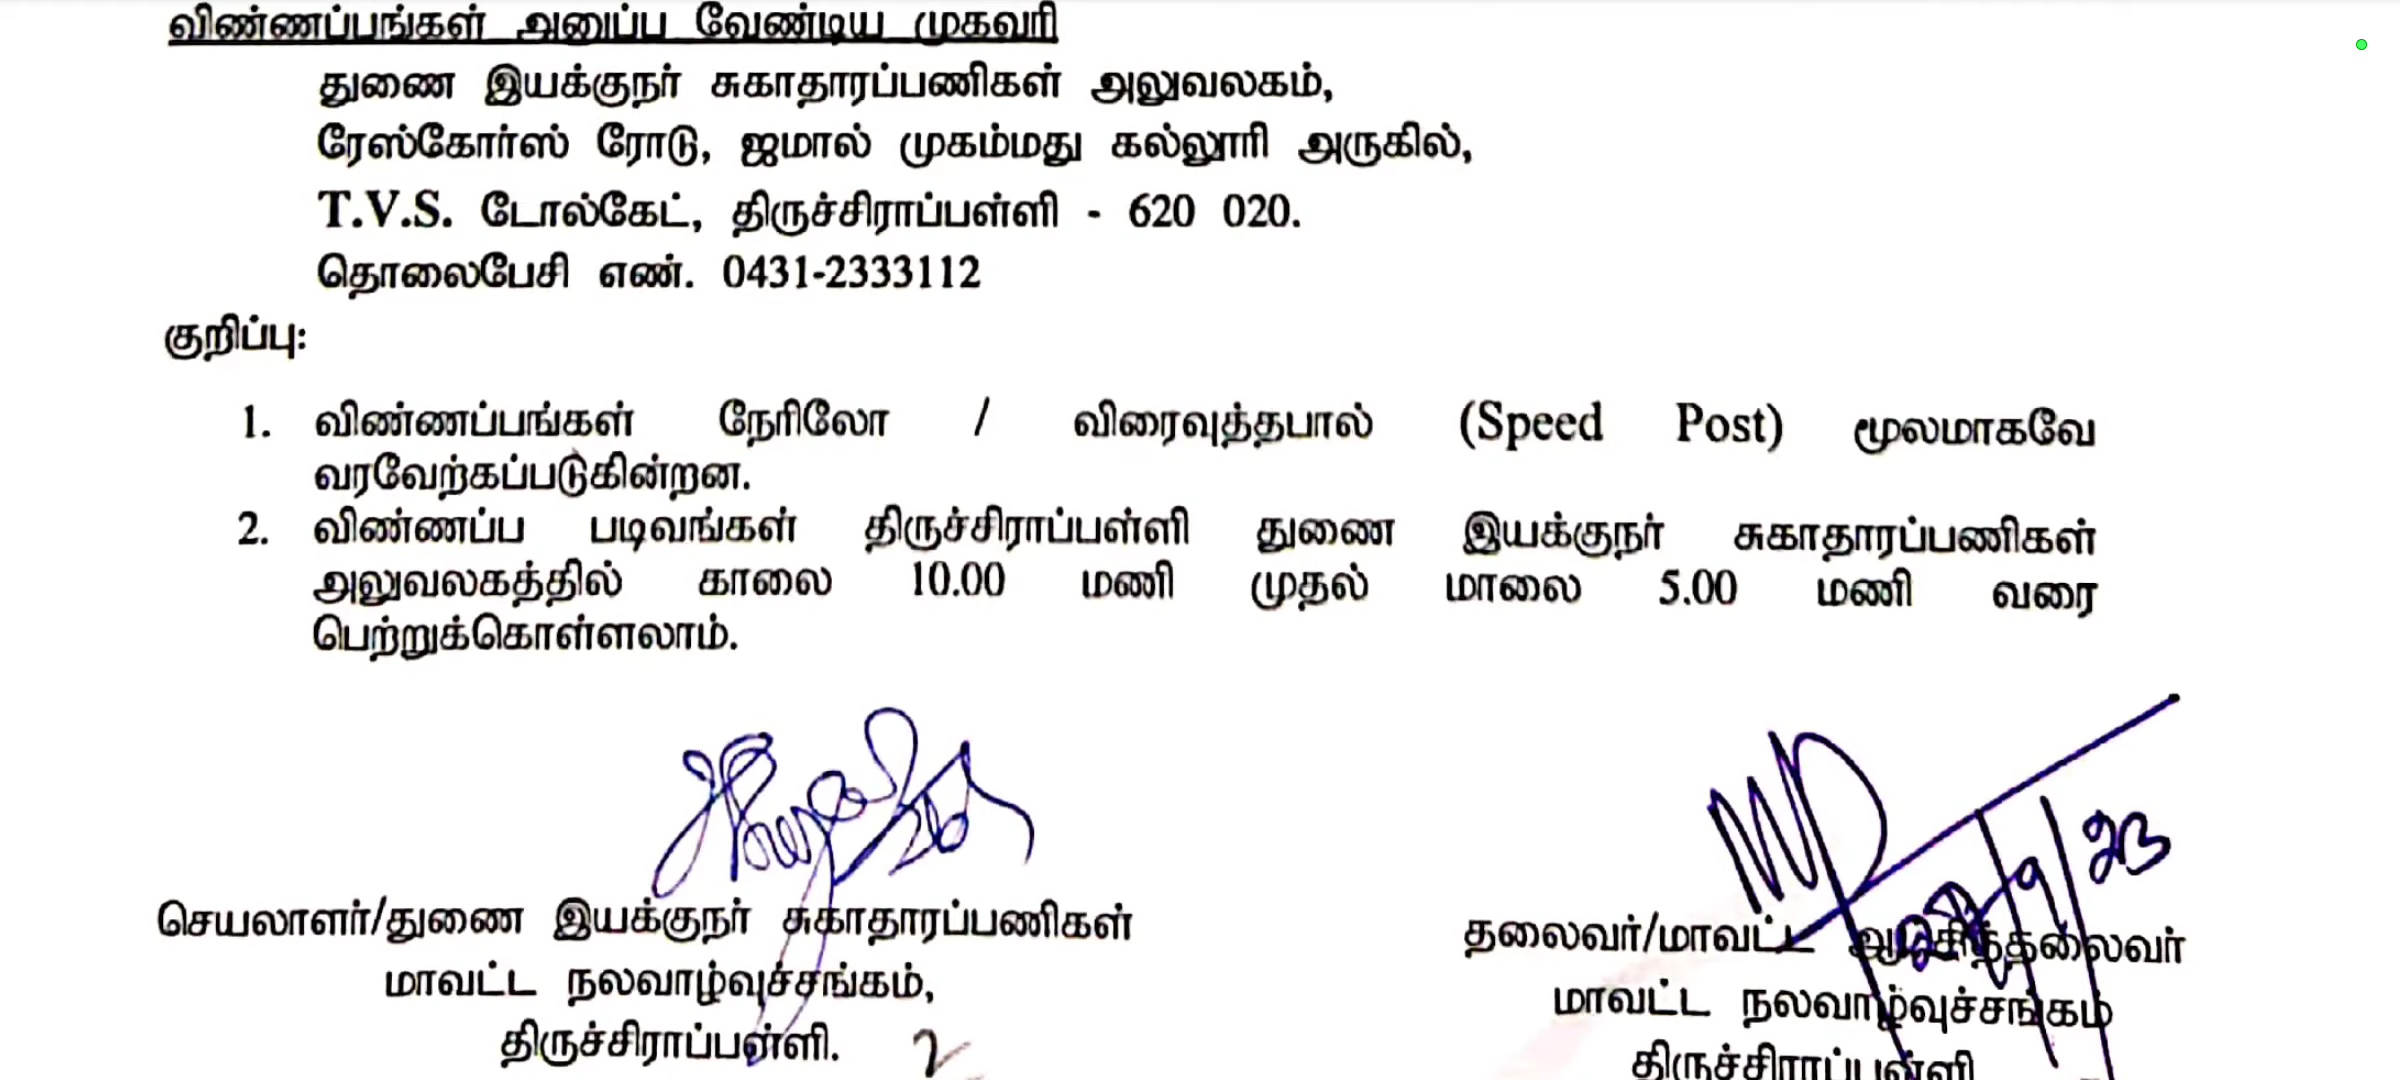 விண்ணப்பங்கள் அனுப்ப வேண்டிய முகவரி
துணை இயக்குநர் சுகாதாரப்பணிகள் அலுவலகம்,
ரேஸ்கோர்ஸ் ரோடு, ஜமால் முகம்மது கல்லூரி அருகில்,
T.V.S. டோல்கேட், திருச்சிராப்பள்ளி - 620 020.
தொலைபேசி எண். 0431-2333112
குறிப்பு:
1. விண்ணப்பங்கள் நேரிலோ / விரைவுத்தபால் (Speed Post) மூலமாகவே
வரவேற்கப்படுகின்றன.
2. விண்ணப்ப படிவங்கள் திருச்சிராப்பள்ளி துணை இயக்குநர் சுகாதாரப்பணிகள்
அலுவலகத்தில் காலை 10.00 மணி முதல் மாலை 5.00 மணி வரை
பெற்றுக்கொள்ளலாம்.
செயலாளர்/துணை இயக்குநர் சுகாதாரப்பணிகள்
மாவட்ட நலவாழ்வுச்சங்கம்,
திருச்சிராப்பள்ளி.
தலைவர்/மாவட்ட ஆட்சித்தலைவர்
மாவட்ட நலவாழ்வுச்சங்கம்
திருச்சிராப்பள்ளி